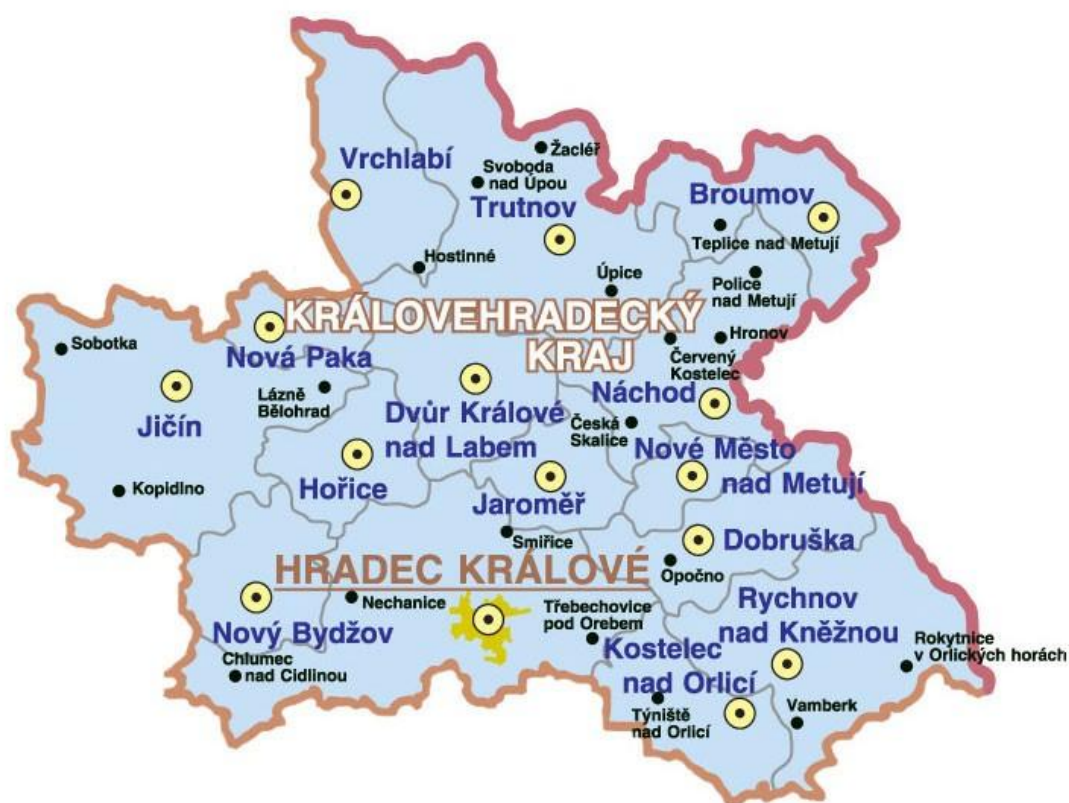 Žacléř
Vrchlabí
Svoboda
nad Úpou
Broumov
Trutnov
Teplice nad Metují
Hostinné
Úpice
Police
nad Metují
KRÁLOVEHRADECKÝ
KRAJ
Hronov
Sobotka
Nová Paka
Červený
Kostelec
Lázně
Bělohrad
Náchod
Jičín
Dvůr Králové
nad Labem
Česká
Skalice
Nové Město
nad Metují
Hořice
Kopidlno
Jaroměř
Smiřice
Dobruška
HRADEC KRÁLOVÉ
Opočno
Nechanice
Třebechovice
pod Orebem
Rychnov
nad Kněžnou
Nový Bydžov
Kostelec
nad Orlicí
Rokytnice
v Orlických horách
Chlumec
nad Cidlinou
Týniště
nad Orlicí
Vamberk